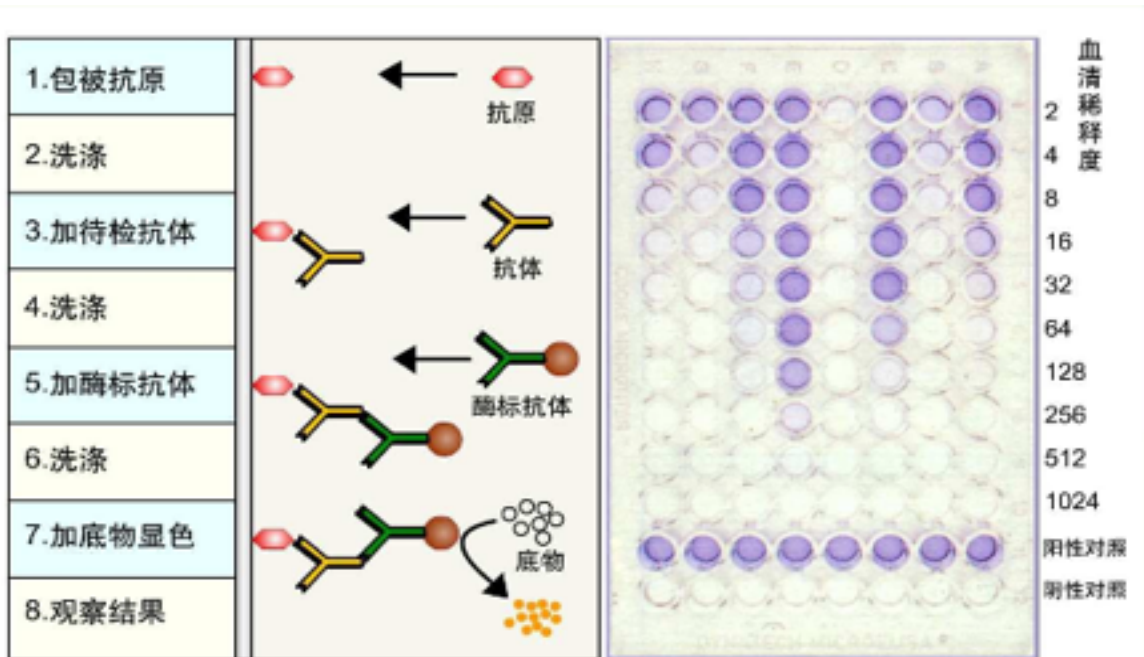 1.包被抗原
2.洗涤
3.加待检抗体
4.洗涤
5.加酶标抗体
6.洗涤
7.加底物显色
8.观察结果
抗原
抗体
酶标抗体
底物
血清稀释度
2
4
8
16
32
64
128
256
512
1024
阳性对照
阴性对照